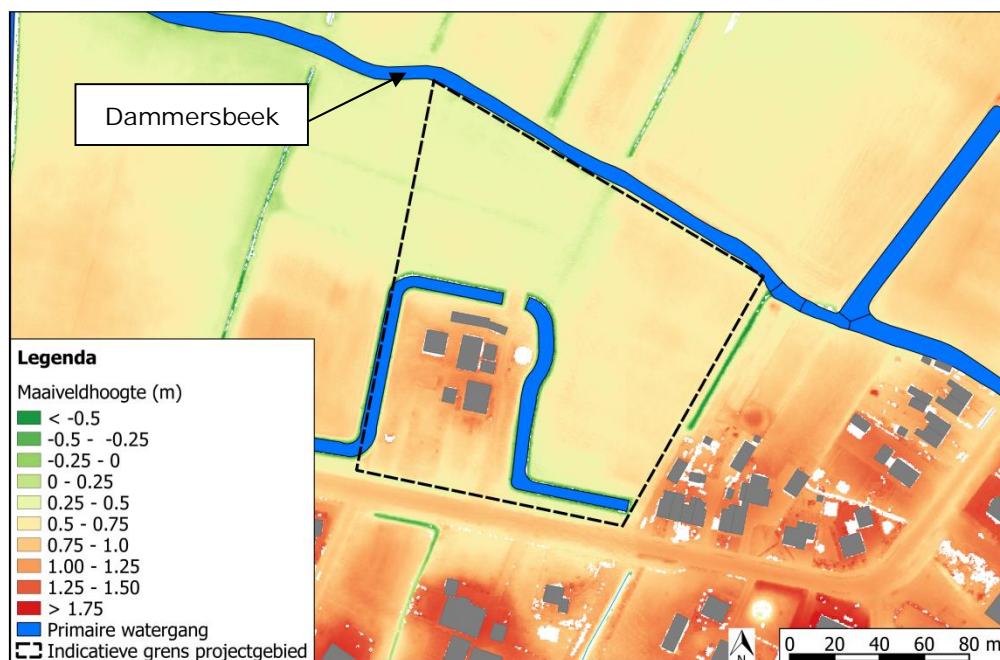 Dammersbeek
Legenda
Maaiveldhoogte (m)
< -0.5
-0.5 - -0.25
-0.25 - 0
0 - 0.25
0.25 - 0.5
0.5 - 0.75
0.75 - 1.0
1.00 - 1.25
1.25 - 1.50
> 1.75
Primaire watergang
Indicatieve grens projectgebied
N
0 20 40 60 80 m